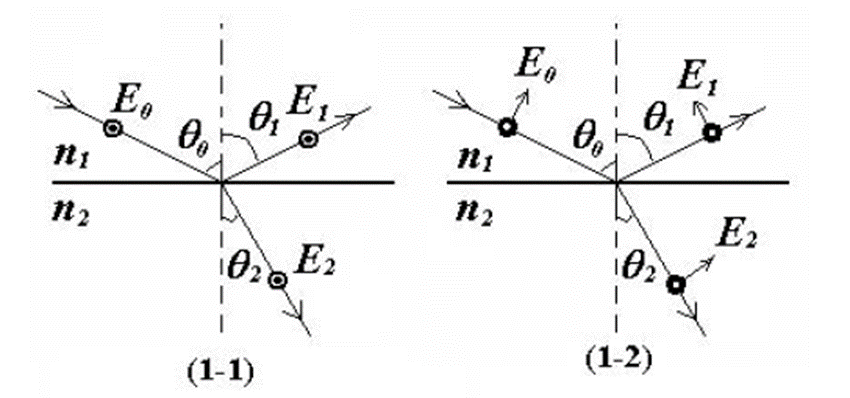 E₀ θ₀ θ₁ E₁
n₁
n₂
θ₂ E₂
(1-1)
E₀ θ₀ θ₁ E₁
n₁
n₂
θ₂ E₂
(1-2)